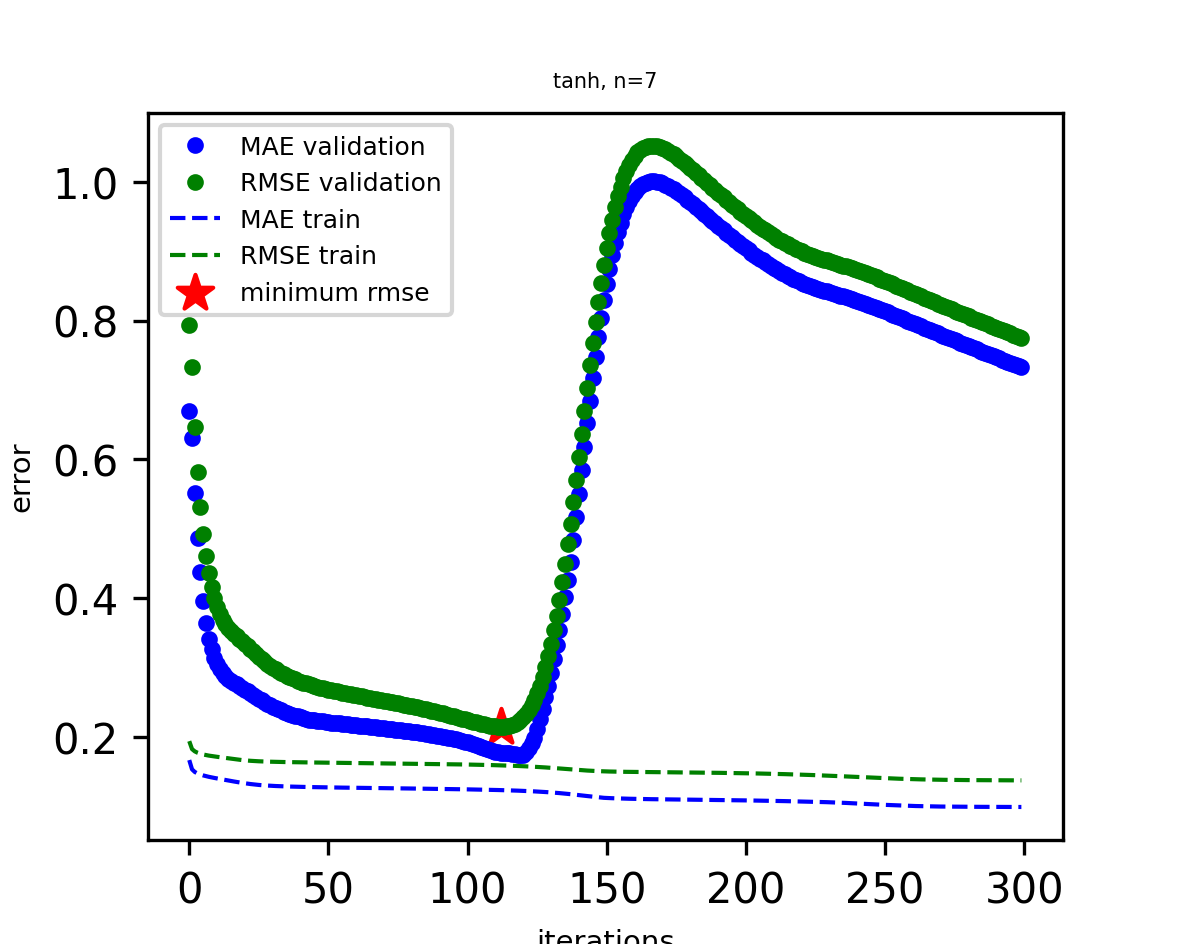 tanh, n=7
MAE validation
RMSE validation
MAE train
RMSE train
minimum rmse
error
1.0
0.8
0.6
0.4
0.2
0 50 100 150 200 250 300
iterations